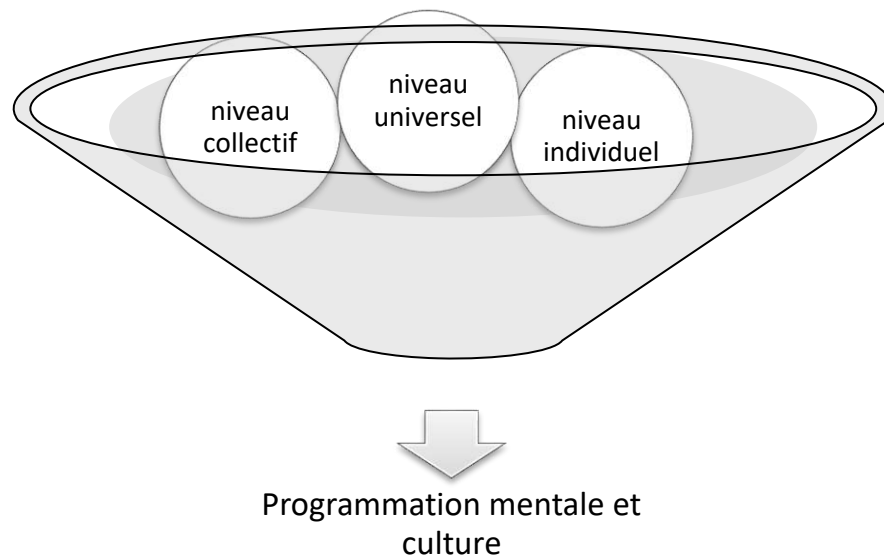 niveau
collectif
niveau
universel
niveau
individuel
Programmation mentale et
culture